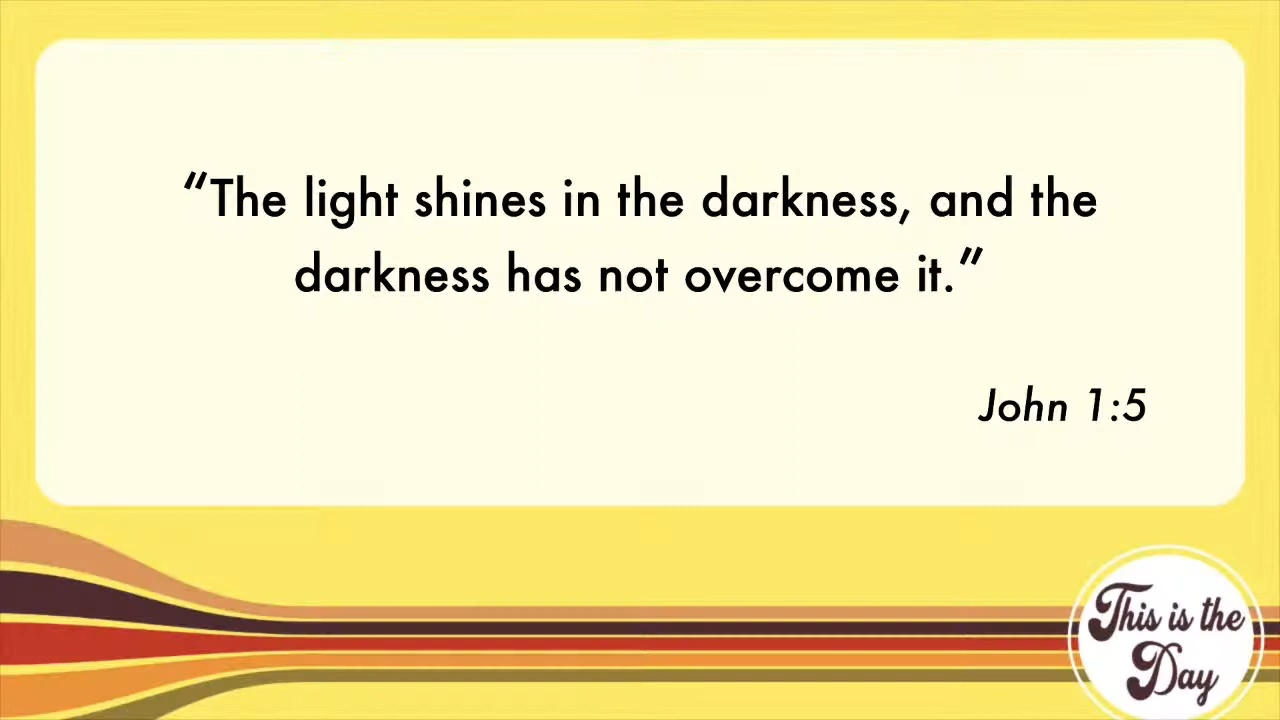 “The light shines in the darkness, and the
darkness has not overcome it.”
John 1:5
This is the
Day